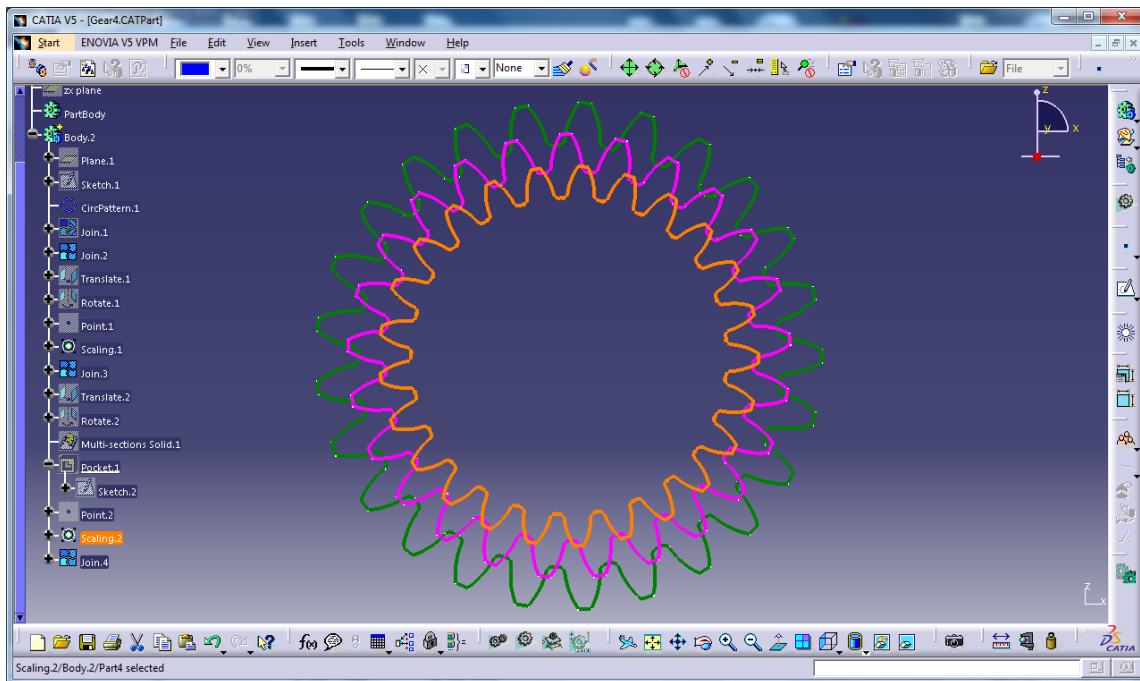 CATIA V5 - [Gear4.CATPart]
Start ENOVIA V5 VPM File Edit View Insert Tools Window Help
0% None File
zx plane
PartBody
Body.2
Plane.1
Sketch.1
CircPattern.1
Join.1
Join.2
Translate.1
Rotate.1
Point.1
Scaling.1
Join.3
Translate.2
Rotate.2
Multi-sections Solid.1
Pocket.1
Sketch.2
Point.2
Scaling.2
Join.4
z
y x
z
x
f(x)
CATIA
Scaling.2/Body.2/Part4 selected